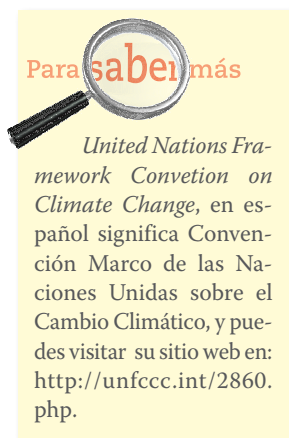 Para saber más
United Nations Fra-
mework Convetion on
Climate Change, en es-
pañol significa Conven-
ción Marco de las Na-
ciones Unidas sobre el
Cambio Climático, y pue-
des visitar su sitio web en:
http://unfccc.int/2860.
php.